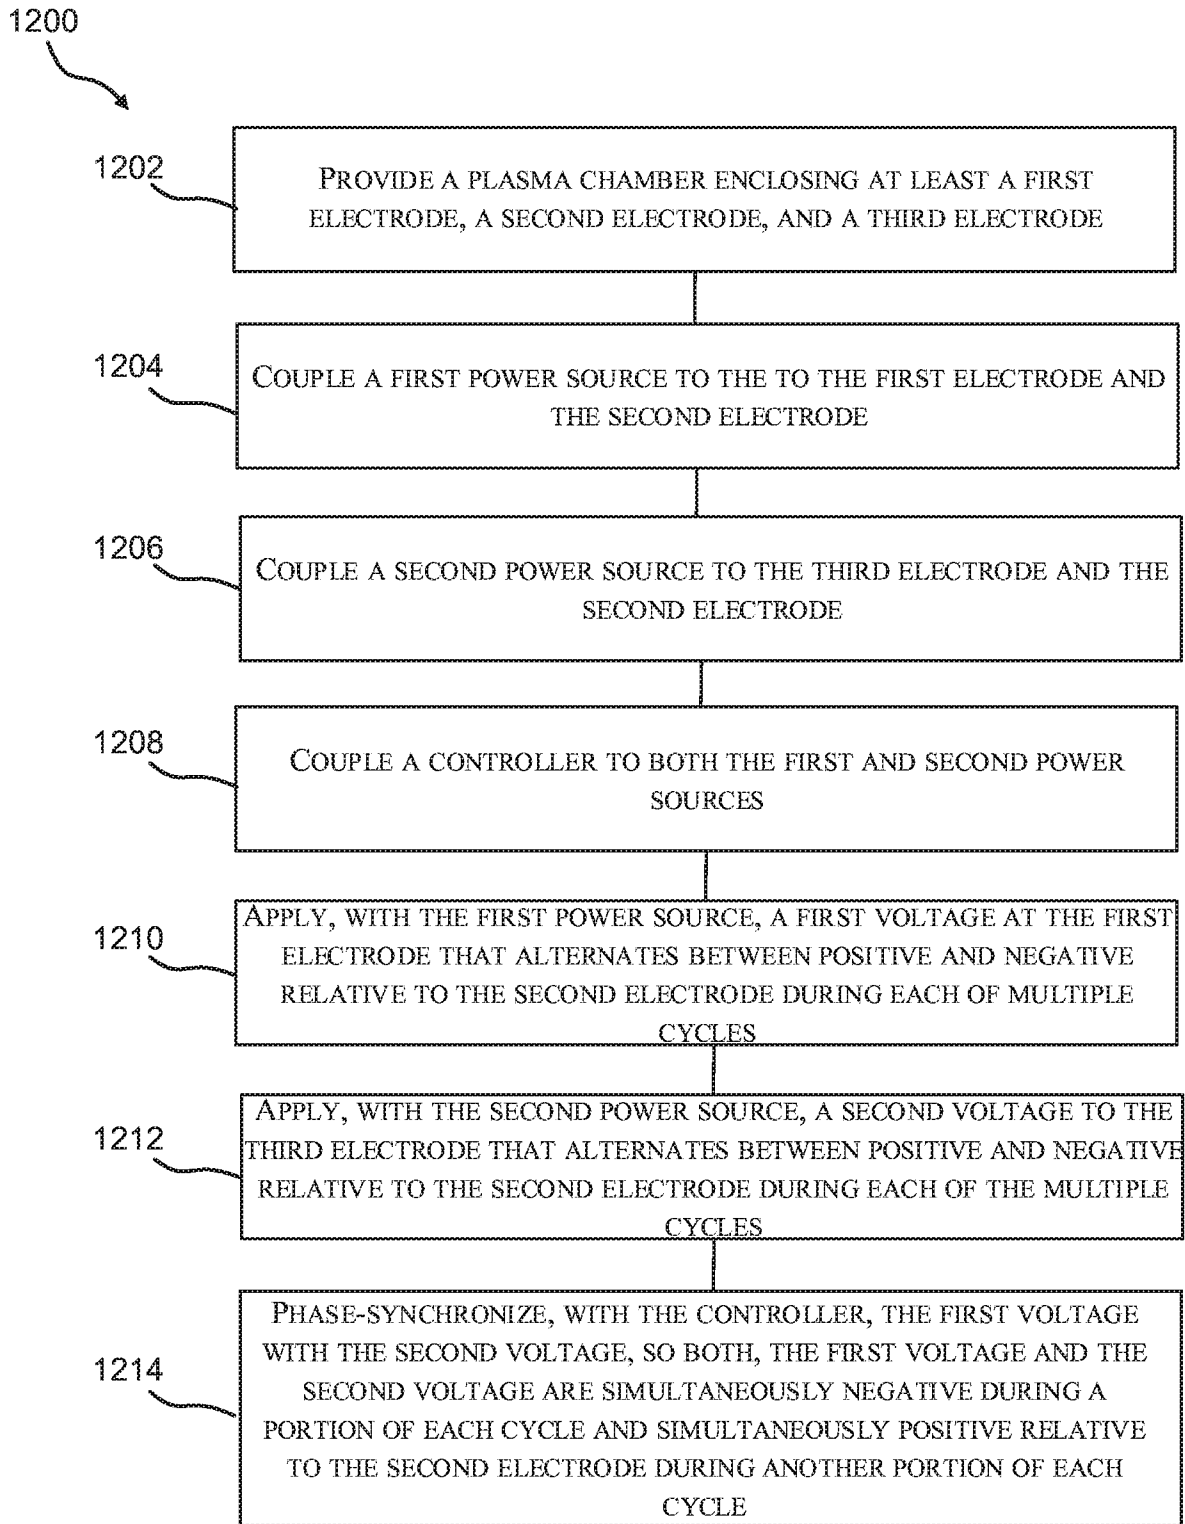 1200
1202
PROVIDE A PLASMA CHAMBER ENCLOSING AT LEAST A FIRST
ELECTRODE, A SECOND ELECTRODE, AND A THIRD ELECTRODE
1204
COUPLE A FIRST POWER SOURCE TO THE TO THE FIRST ELECTRODE AND
THE SECOND ELECTRODE
1206
COUPLE A SECOND POWER SOURCE TO THE THIRD ELECTRODE AND THE
SECOND ELECTRODE
1208
COUPLE A CONTROLLER TO BOTH THE FIRST AND SECOND POWER
SOURCES
1210
APPLY, WITH THE FIRST POWER SOURCE, A FIRST VOLTAGE AT THE FIRST
ELECTRODE THAT ALTERNATES BETWEEN POSITIVE AND NEGATIVE
RELATIVE TO THE SECOND ELECTRODE DURING EACH OF MULTIPLE
CYCLES
1212
APPLY, WITH THE SECOND POWER SOURCE, A SECOND VOLTAGE TO THE
THIRD ELECTRODE THAT ALTERNATES BETWEEN POSITIVE AND NEGATIVE
RELATIVE TO THE SECOND ELECTRODE DURING EACH OF THE MULTIPLE
CYCLES
1214
PHASE-SYNCHRONIZE, WITH THE CONTROLLER, THE FIRST VOLTAGE
WITH THE SECOND VOLTAGE, SO BOTH, THE FIRST VOLTAGE AND THE
SECOND VOLTAGE ARE SIMULTANEOUSLY NEGATIVE DURING A
PORTION OF EACH CYCLE AND SIMULTANEOUSLY POSITIVE RELATIVE
TO THE SECOND ELECTRODE DURING ANOTHER PORTION OF EACH
CYCLE